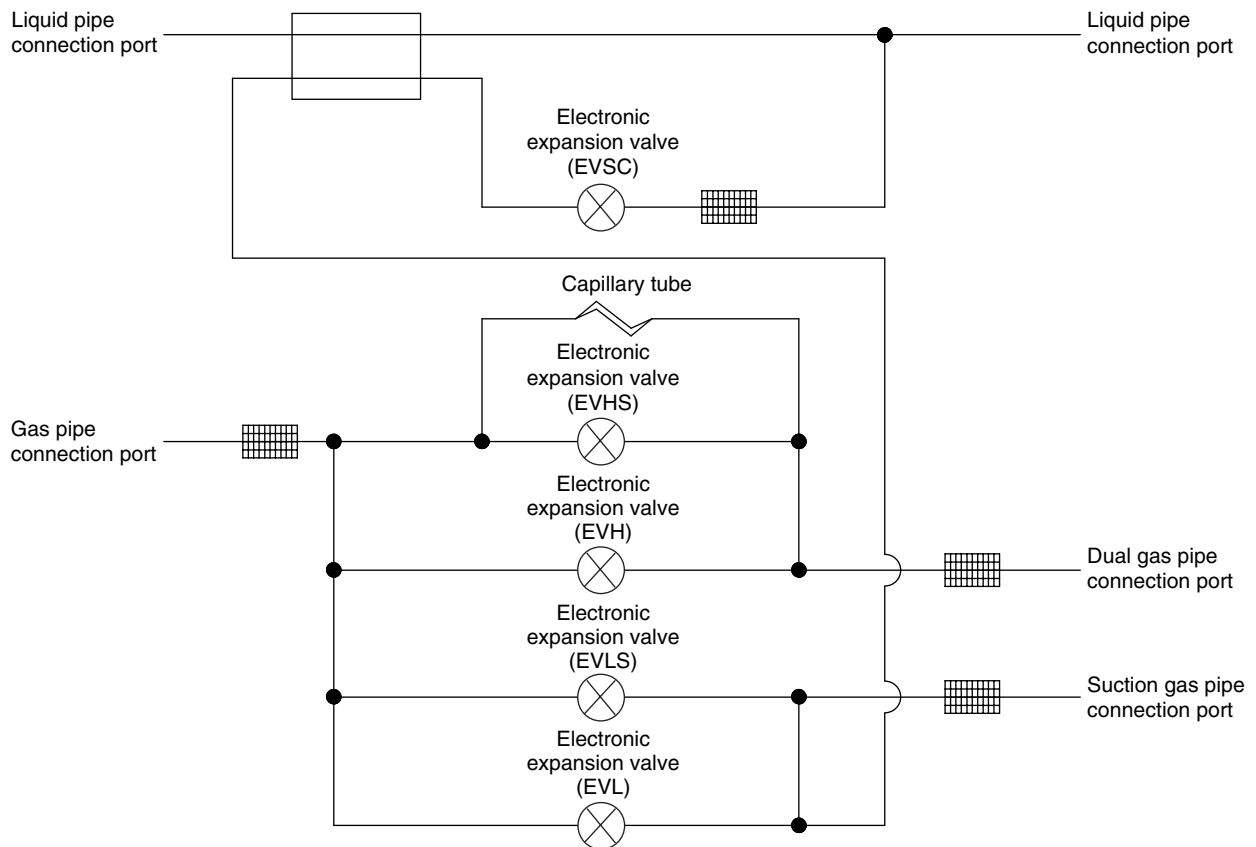 Liquid pipe
connection port
Liquid pipe
connection port
Electronic
expansion valve
(EVSC)
Capillary tube
Electronic
expansion valve
(EVHS)
Gas pipe
connection port
Electronic
expansion valve
(EVH)
Dual gas pipe
connection port
Electronic
expansion valve
(EVLS)
Suction gas pipe
connection port
Electronic
expansion valve
(EVL)